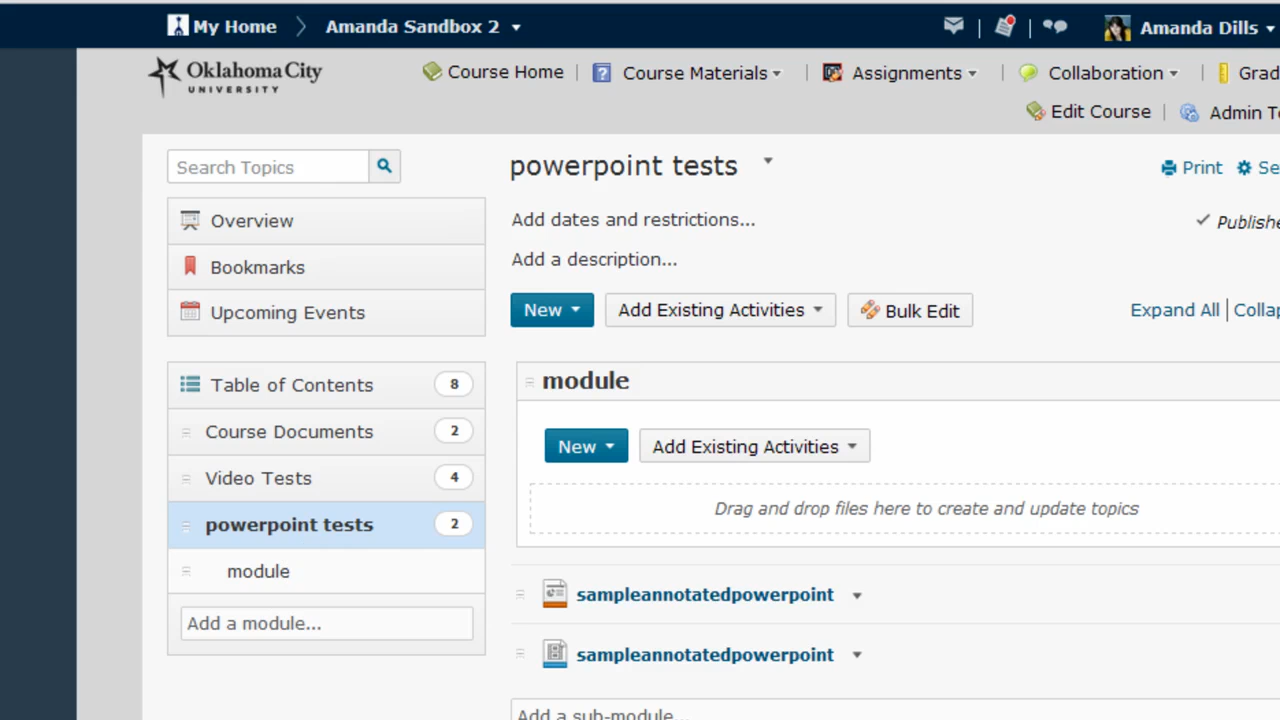 My Home
Amanda Sandbox 2
Amanda Dills
Oklahoma City
UNIVERSITY
Course Home
Course Materials
Assignments
Collaboration
Edit Course
Search Topics
powerpoint tests
Print
Overview
Add dates and restrictions...
Bookmarks
Add a description...
Upcoming Events
New
Add Existing Activities
Bulk Edit
Expand All
Table of Contents 8
module
Course Documents 2
New
Add Existing Activities
Video Tests 4
Drag and drop files here to create and update topics
powerpoint tests 2
module
sampleannotatedpowerpoint
Add a module...
sampleannotatedpowerpoint
Add a sub-module...